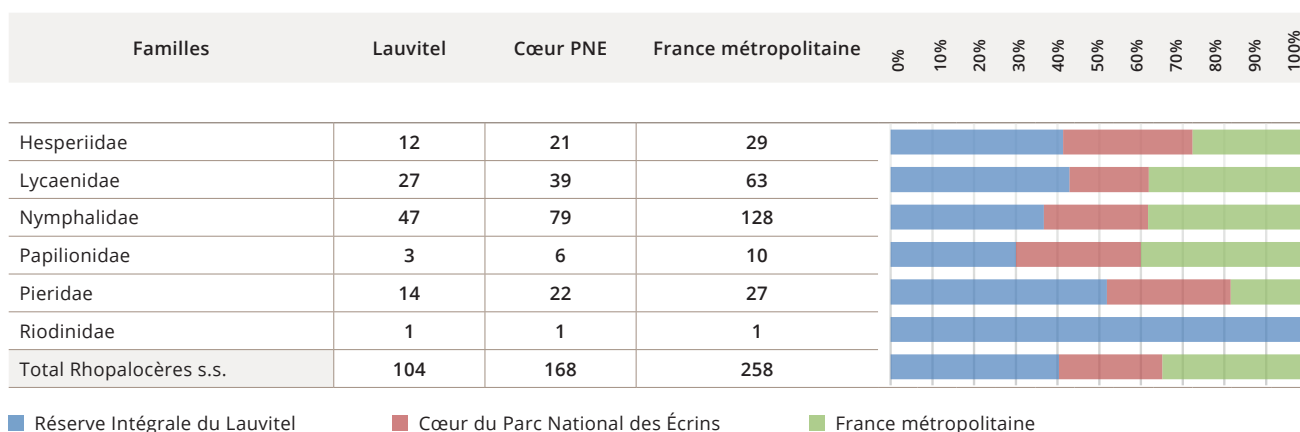 Familles Lauvitel Cœur PNE France métropolitaine 0% 10% 20% 30% 40% 50% 60% 70% 80% 90% 100%
Hesperiidae 12 21 29
Lycaenidae 27 39 63
Nymphalidae 47 79 128
Papilionidae 3 6 10
Pieridae 14 22 27
Riodinidae 1 1 1
Total Rhopalocères s.s. 104 168 258
Réserve Intégrale du Lauvitel Cœur du Parc National des Écrins France métropolitaine